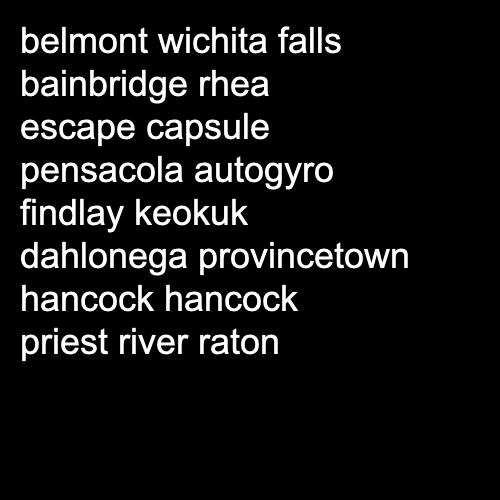 belmont wichita falls
bainbridge rhea
escape capsule
pensacola autogyro
findlay keokuk
dahlonega provincetown
hancock hancock
priest river raton